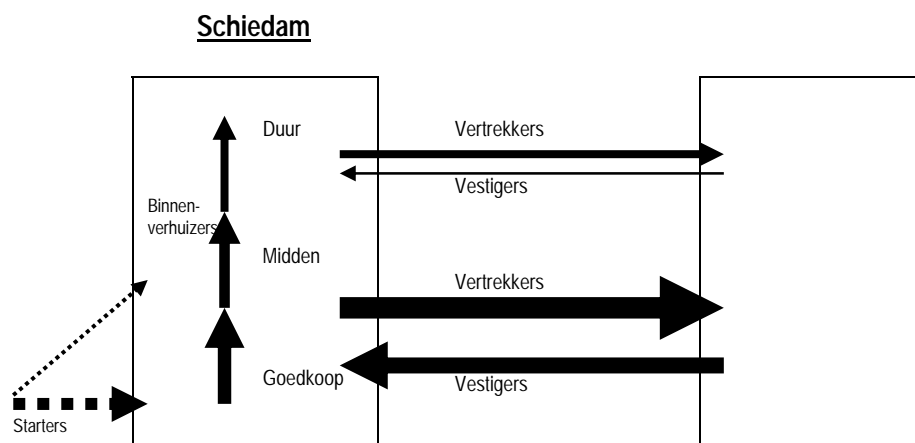 Schiedam
Duur
Vertrekkers
Vestigers
Binnen-
verhuizers
Midden
Vertrekkers
Goedkoop
Vestigers
Starters